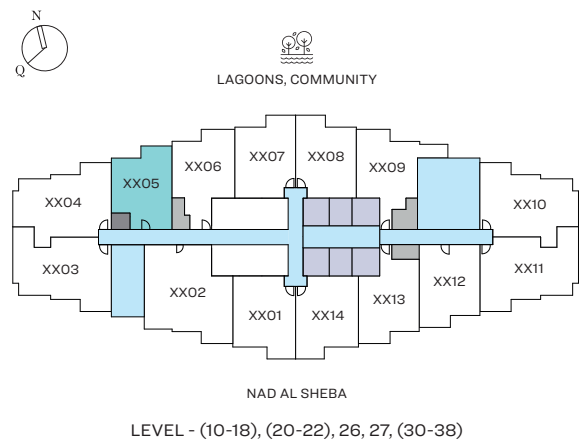 N
Q
LAGOONS, COMMUNITY
XX07 XX08
XX06 XX09
XX05
XX04 XX10
XX03 XX11
XX02 XX12
XX13
XX01 XX14
NAD AL SHEBA
LEVEL - (10-18), (20-22), 26, 27, (30-38)